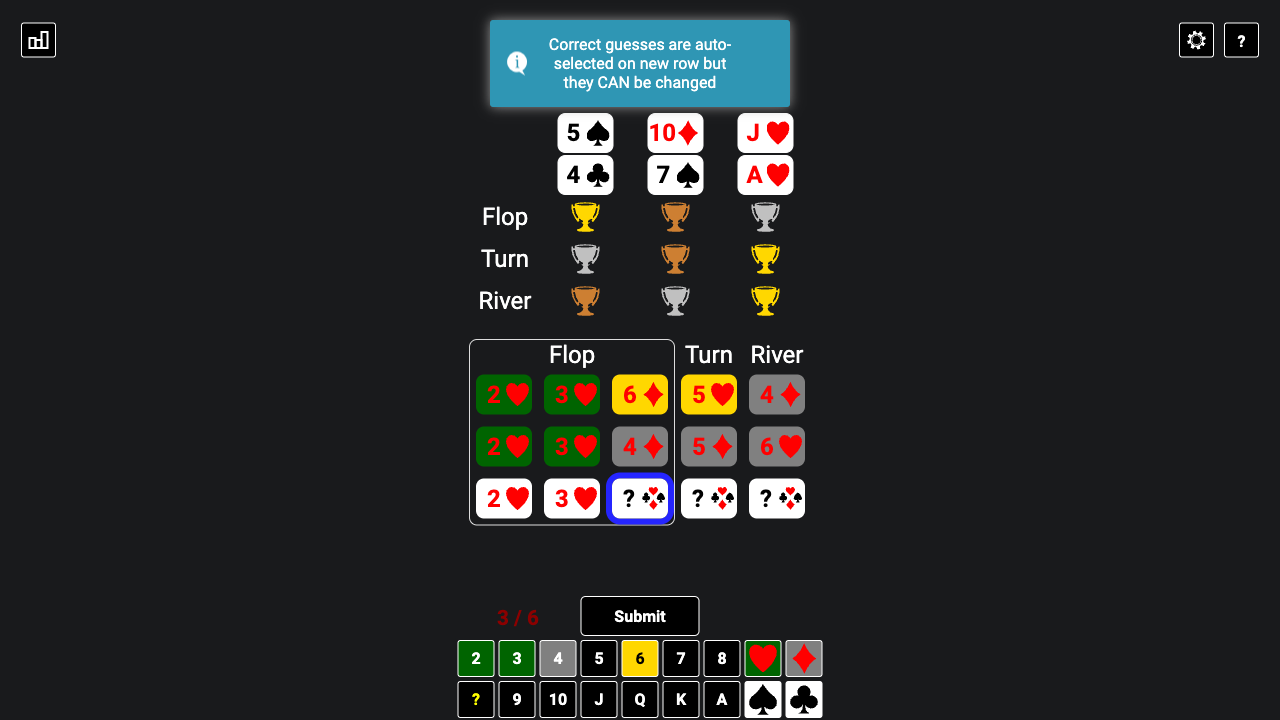 Correct guesses are auto-
selected on new row but
they CAN be changed
?
5 10 J
4 7 A
Flop
Turn
River
Flop Turn River
2 3 6 5 4
2 3 4 5 6
2 3 ? ? ?
3 / 6 Submit
2 3 4 5 6 7 8
? 9 10 J Q K A